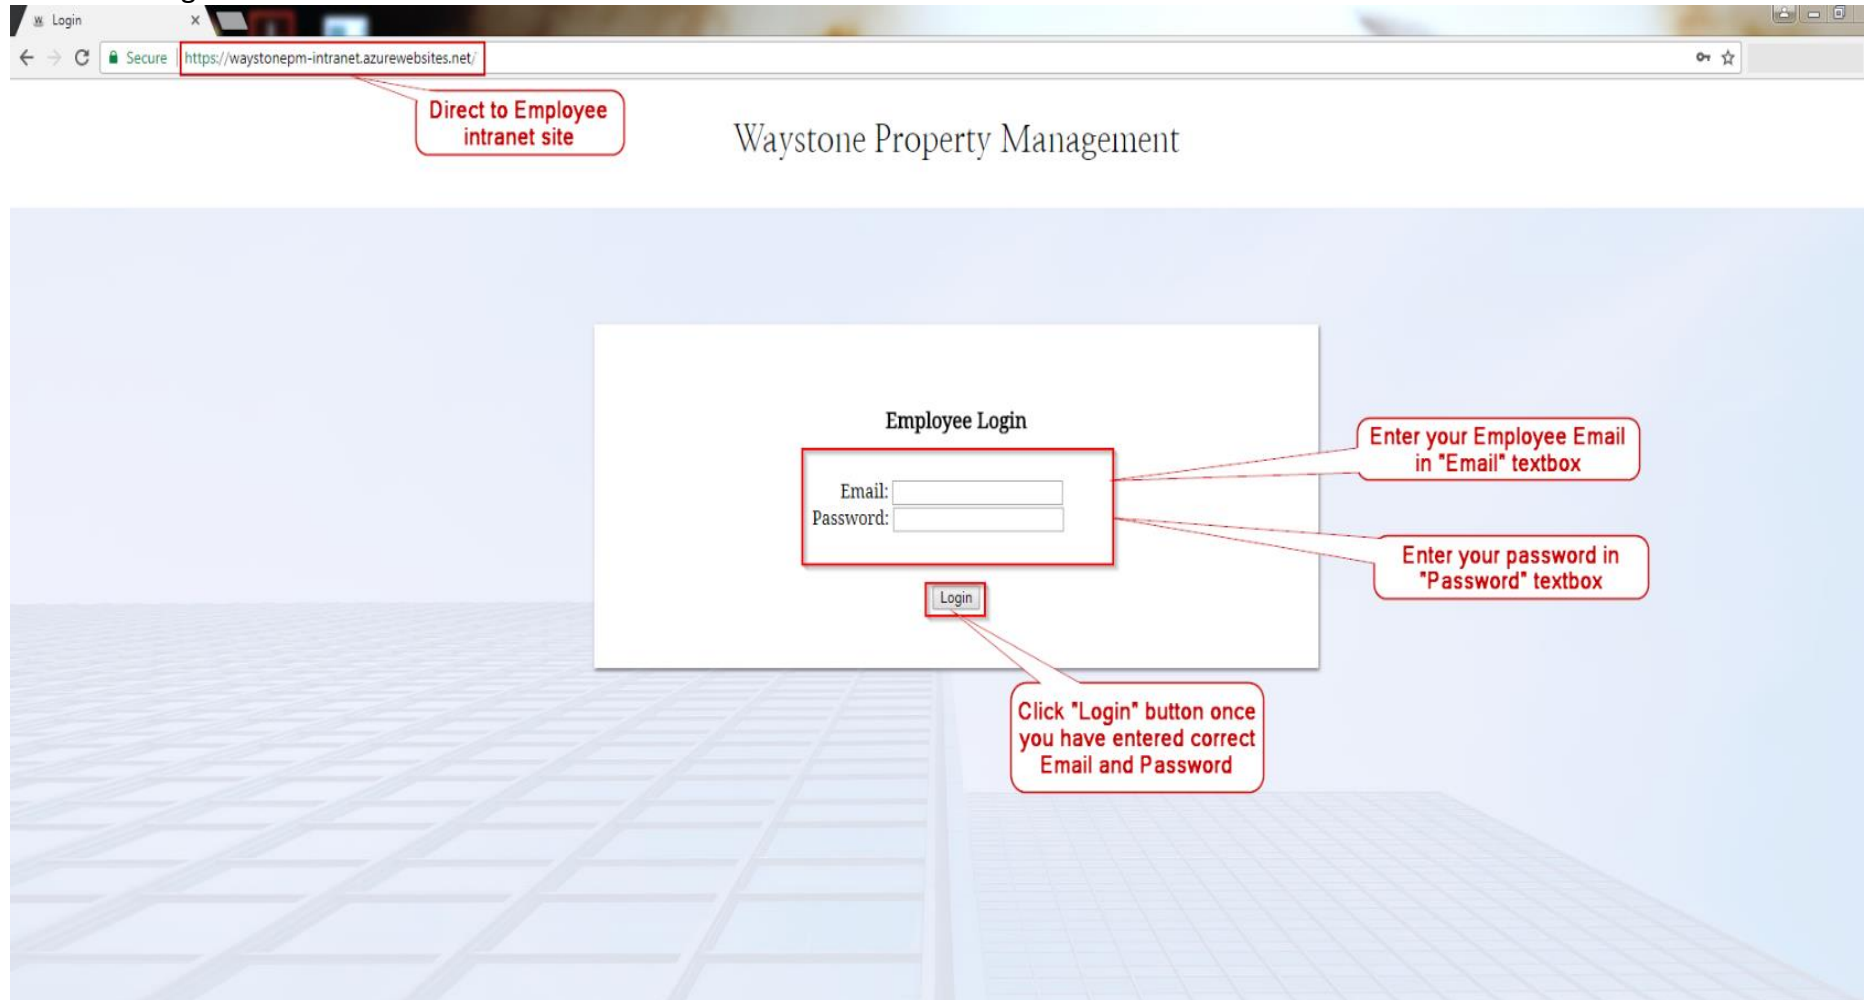 Login
Secure
https://waystonepm-intranet.azurewebsites.net/
Direct to Employee
intranet site
Waystone Property Management
Employee Login
Enter your Employee Email
in "Email" textbox
Email:
Password:
Enter your password in
"Password" textbox
Login
Click "Login" button once
you have entered correct
Email and Password